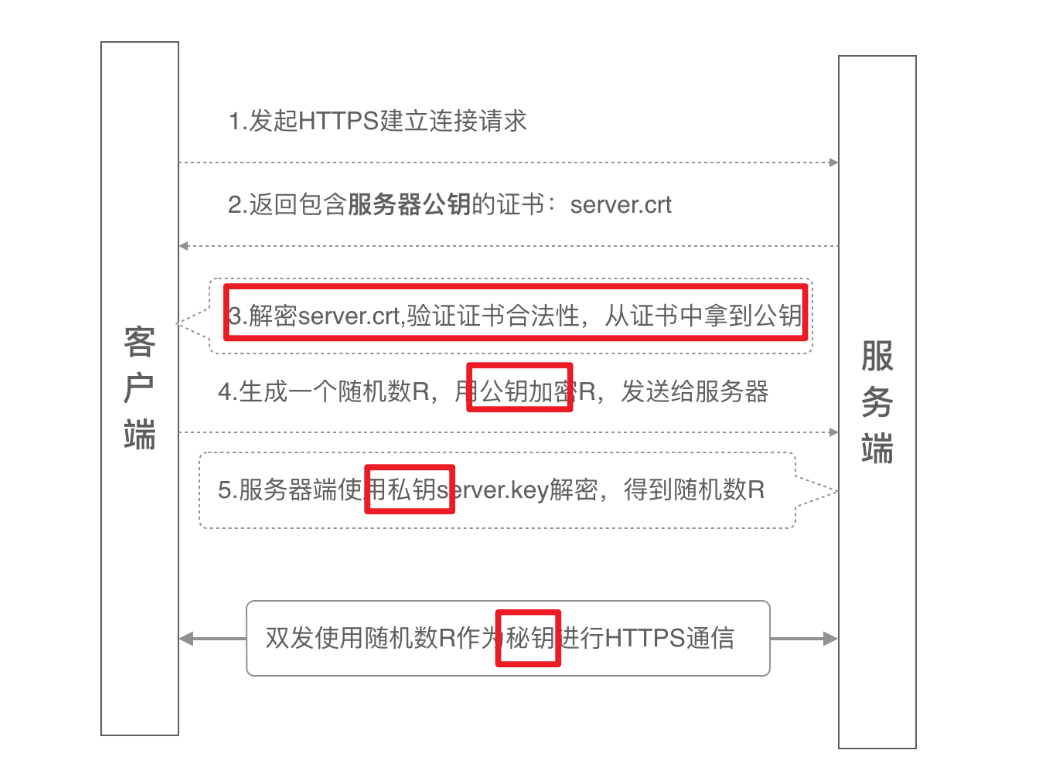 1.发起HTTPS建立连接请求
2.返回包含服务器公钥的证书：server.crt
3.解密server.crt,验证证书合法性，从证书中拿到公钥
客户端
服务端
4.生成一个随机数R，用公钥加密R，发送给服务器
5.服务器端使用私钥server.key解密，得到随机数R
双发使用随机数R作为秘钥进行HTTPS通信